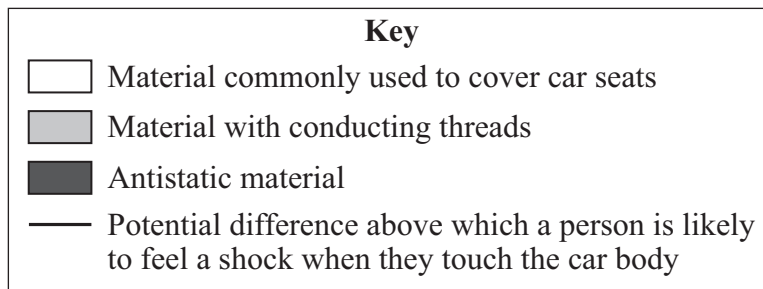 Key
Material commonly used to cover car seats
Material with conducting threads
Antistatic material
Potential difference above which a person is likely
to feel a shock when they touch the car body